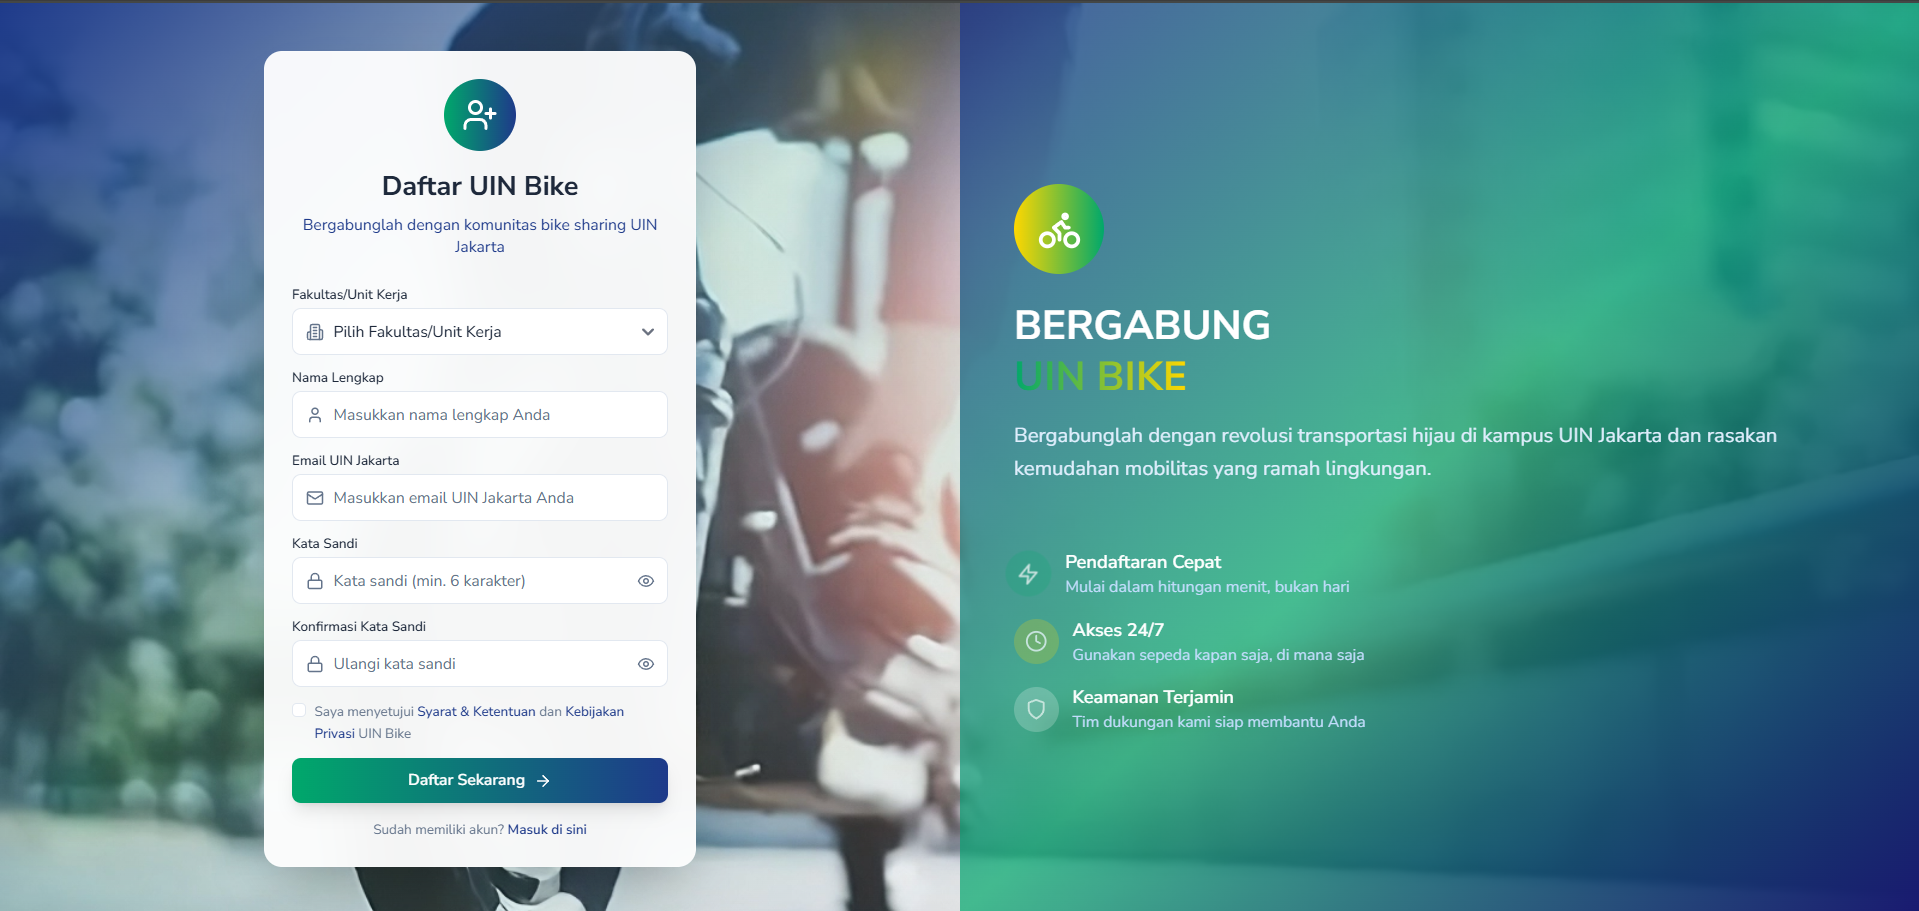 Daftar UIN Bike
Bergabunglah dengan komunitas bike sharing UIN
Jakarta
Fakultas/Unit Kerja
Pilih Fakultas/Unit Kerja
Nama Lengkap
Masukkan nama lengkap Anda
Email UIN Jakarta
Masukkan email UIN Jakarta Anda
Kata Sandi
Kata sandi (min. 6 karakter)
Konfirmasi Kata Sandi
Ulangi kata sandi
Saya menyetujui Syarat & Ketentuan dan Kebijakan
Privasi UIN Bike
Daftar Sekarang →
Sudah memiliki akun? Masuk di sini
BERGABUNG
UIN BIKE
Bergabunglah dengan revolusi transportasi hijau di kampus UIN Jakarta dan rasakan
kemudahan mobilitas yang ramah lingkungan.
Pendaftaran Cepat
Mulai dalam hitungan menit, bukan hari
Akses 24/7
Gunakan sepeda kapan saja, di mana saja
Keamanan Terjamin
Tim dukungan kami siap membantu Anda